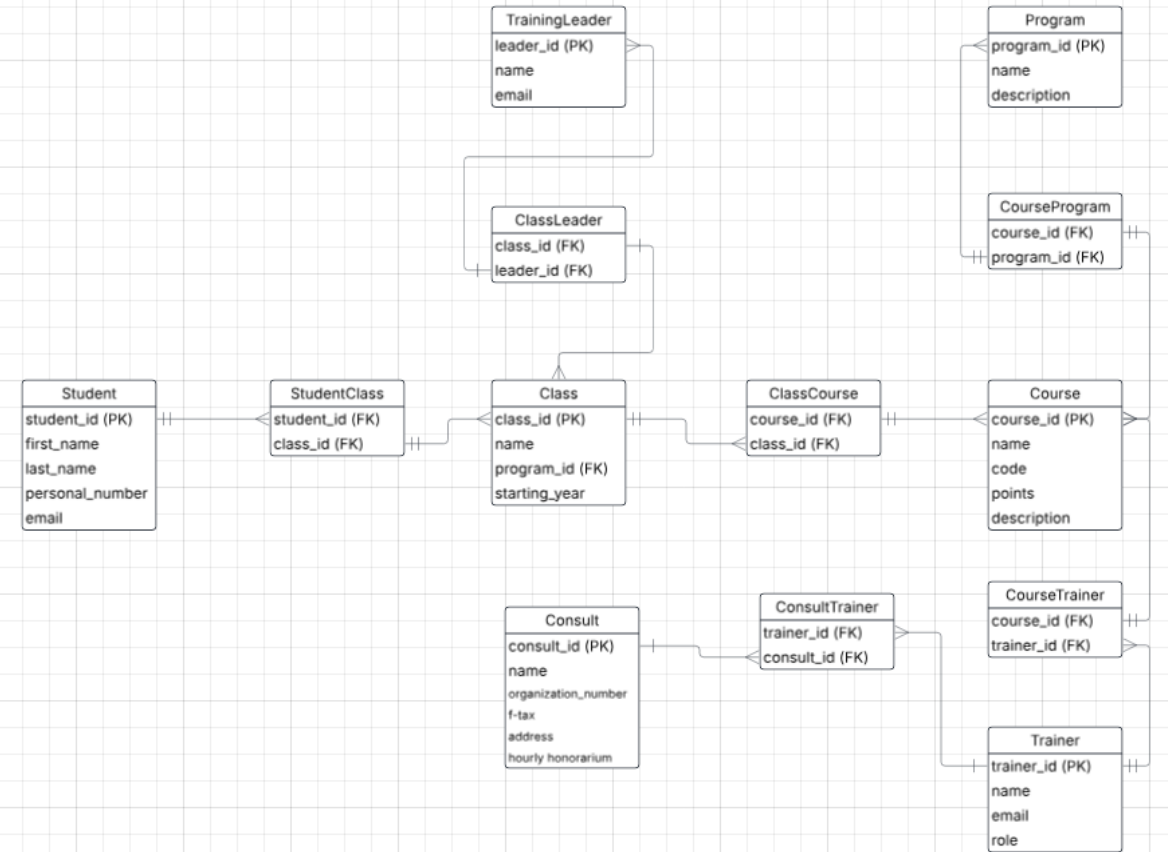 TrainingLeader
leader_id (PK)
name
email
Program
program_id (PK)
name
description
ClassLeader
class_id (FK)
leader_id (FK)
CourseProgram
course_id (FK)
program_id (FK)
Student
student_id (PK)
first_name
last_name
personal_number
email
StudentClass
student_id (FK)
class_id (FK)
Class
class_id (PK)
name
program_id (FK)
starting_year
ClassCourse
course_id (FK)
class_id (FK)
Course
course_id (PK)
name
code
points
description
Consult
consult_id (PK)
name
organization_number
f-tax
address
hourly honorarium
ConsultTrainer
trainer_id (FK)
consult_id (FK)
CourseTrainer
course_id (FK)
trainer_id (FK)
Trainer
trainer_id (PK)
name
email
role